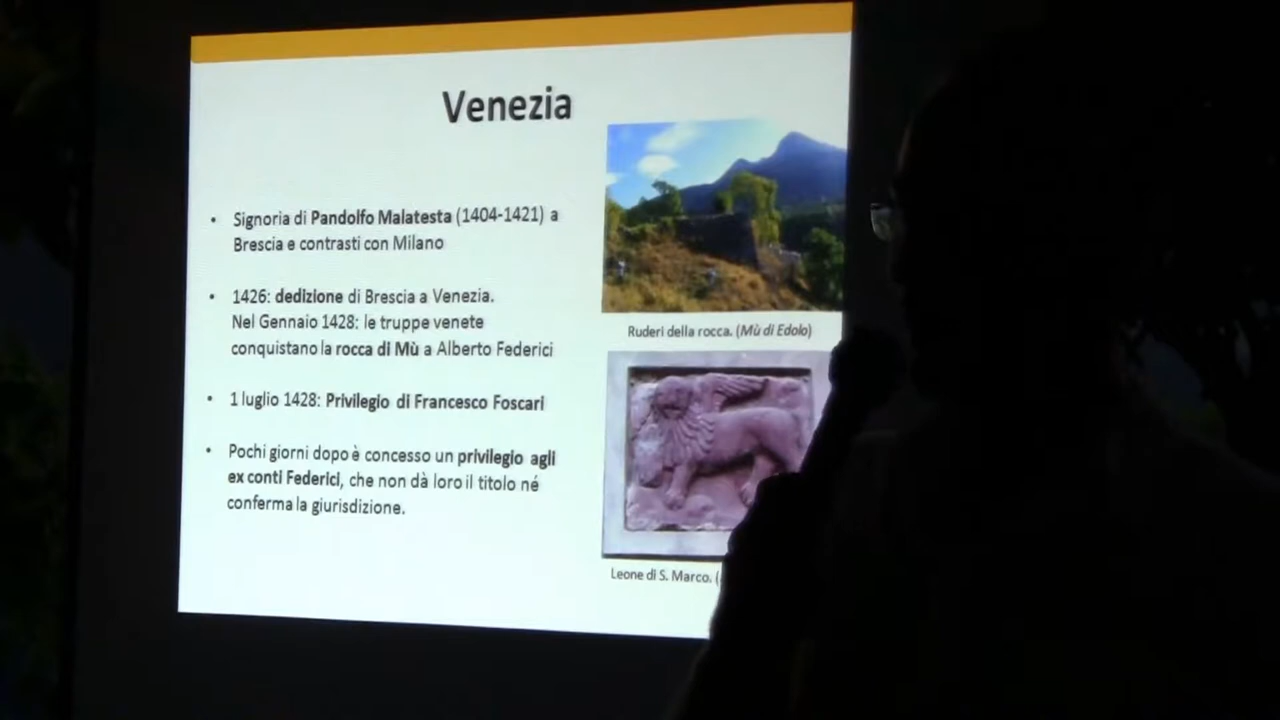 Venezia
• Signoria di Pandolfo Malatesta (1404-1421) a
Brescia e contrasti con Milano
• 1426: dedizione di Brescia a Venezia.
Nel Gennaio 1428: le truppe venete
conquistano la rocca di Mù a Alberto Federici
• 1 luglio 1428: Privilegio di Francesco Foscari
• Pochi giorni dopo è concesso un privilegio agli
ex conti Federici, che non dà loro il titolo né
conferma la giurisdizione.
Ruderi della rocca. (Mù di Edolo)
Leone di S. Marco. (